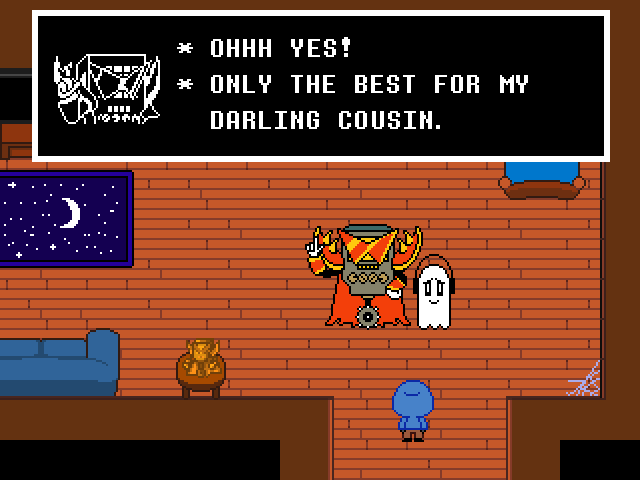 * OHHH YES!
* ONLY THE BEST FOR MY
DARLING COUSIN.